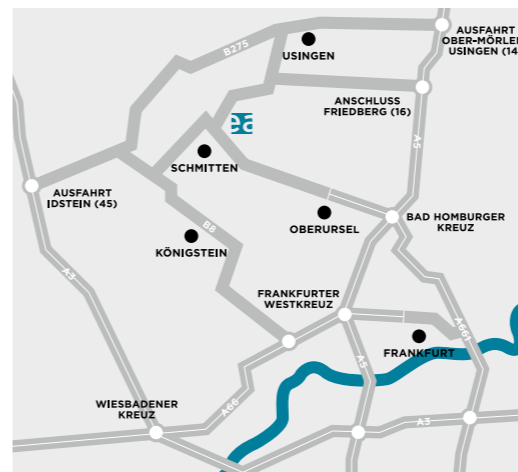 AUSFAHRT
OBER-MÖRLEN
USINGEN (14
B275
USINGEN
ANSCHLUSS
FRIEDBERG (16)
A5
ea
SCHMITTEN
AUSFAHRT
IDSTEIN (45)
OBERURSEL
BAD HOMBURGER
KREUZ
B8
KÖNIGSTEIN
A3
FRANKFURTER
WESTKREUZ
A661
A5
FRANKFURT
A66
WIESBADENER
KREUZ
A3